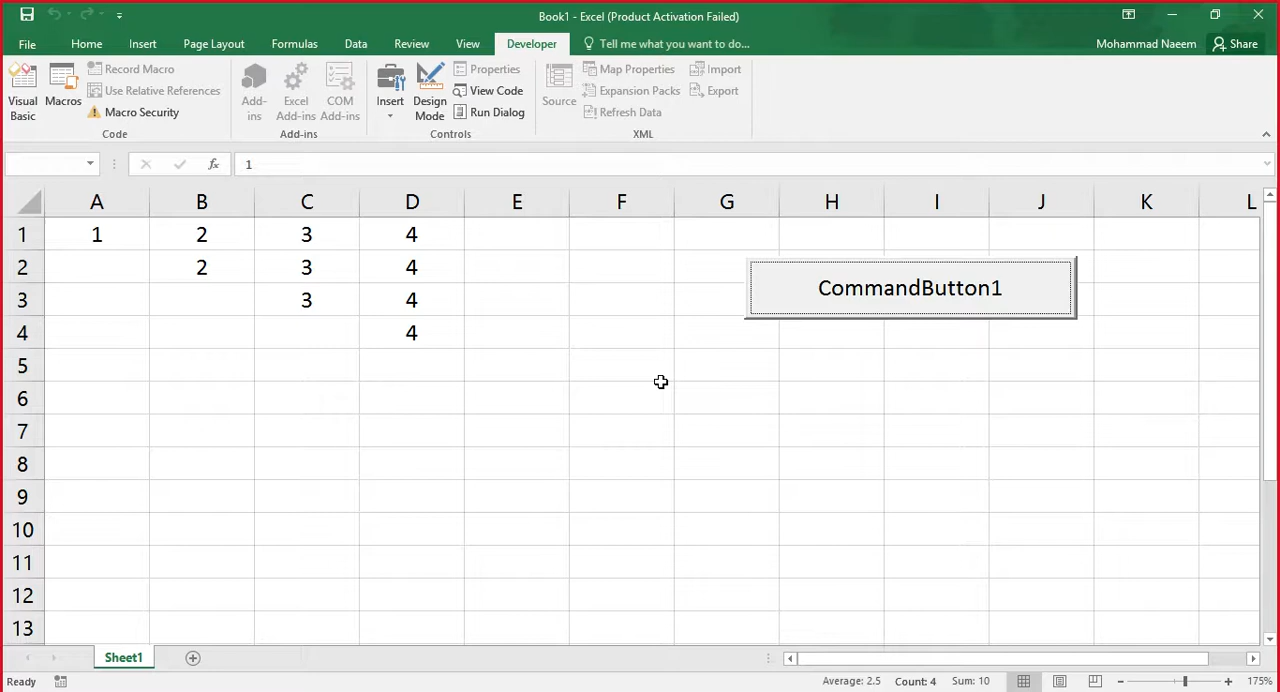 Book1 - Excel (Product Activation Failed)
File Home Insert Page Layout Formulas Data Review View Developer Tell me what you want to do... Mohammad Naeem Share
Visual Basic
Macros
Record Macro
Use Relative References
Macro Security
Code
Add-ins
Excel Add-ins
COM Add-ins
Add-ins
Insert
Design Mode
Properties
View Code
Run Dialog
Controls
Source
Map Properties
Expansion Packs
Refresh Data
Import
Export
XML
fx 1
A B C D E F G H I J K L
1 1 2 3 4
2 2 3 4
CommandButton1
3 3 4
4 4
5
6
7
8
9
10
11
12
13
Sheet1
Ready Average: 2.5 Count: 4 Sum: 10 175%